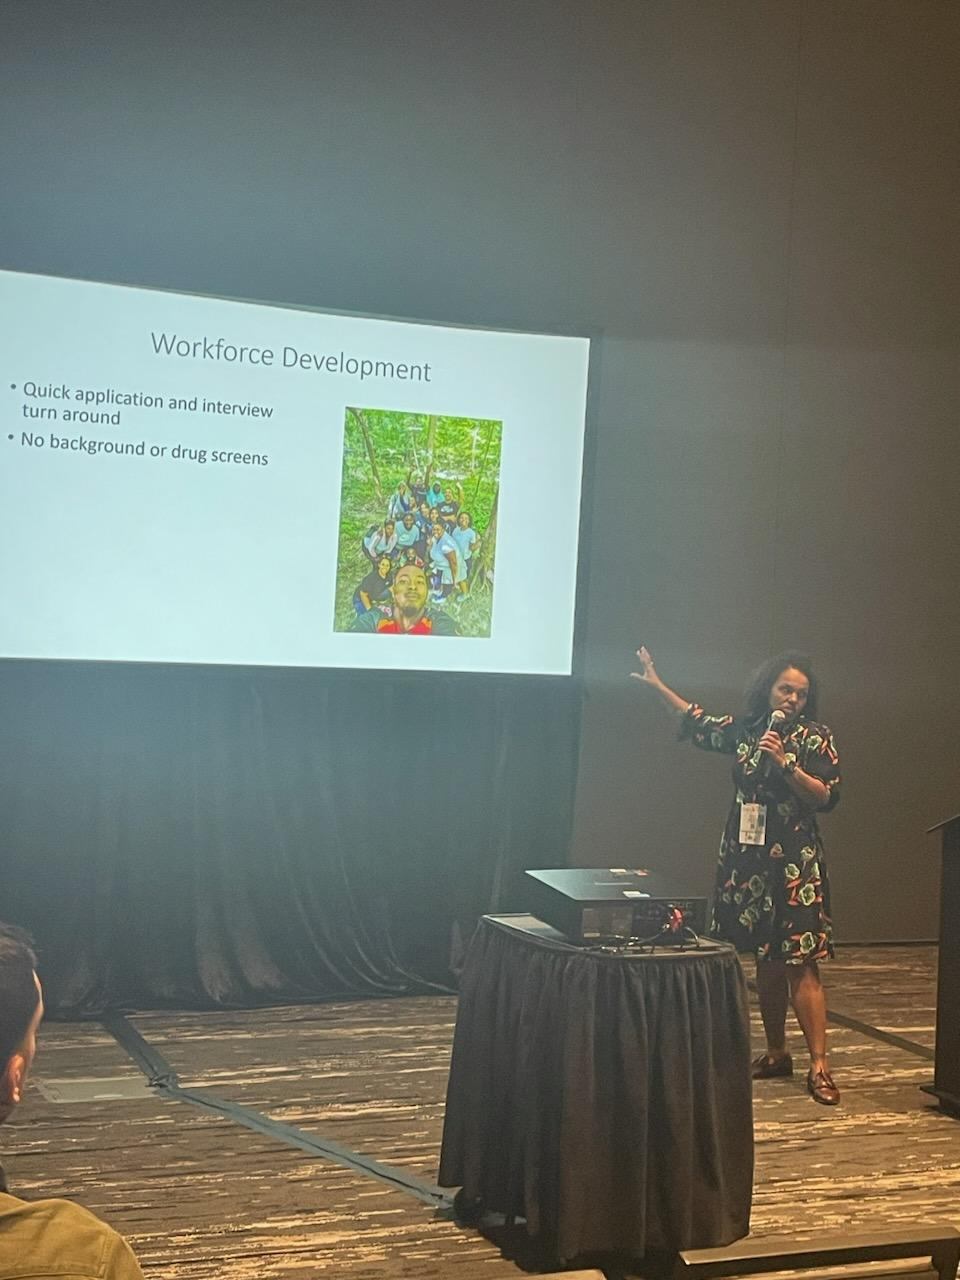 Workforce Development
• Quick application and interview
turn around
• No background or drug screens